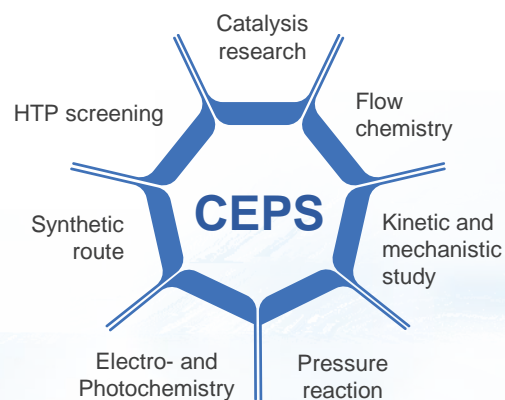 Catalysis
research
HTP screening
Flow
chemistry
CEPS
Synthetic
route
Kinetic and
mechanistic
study
Electro- and
Photochemistry
Pressure
reaction